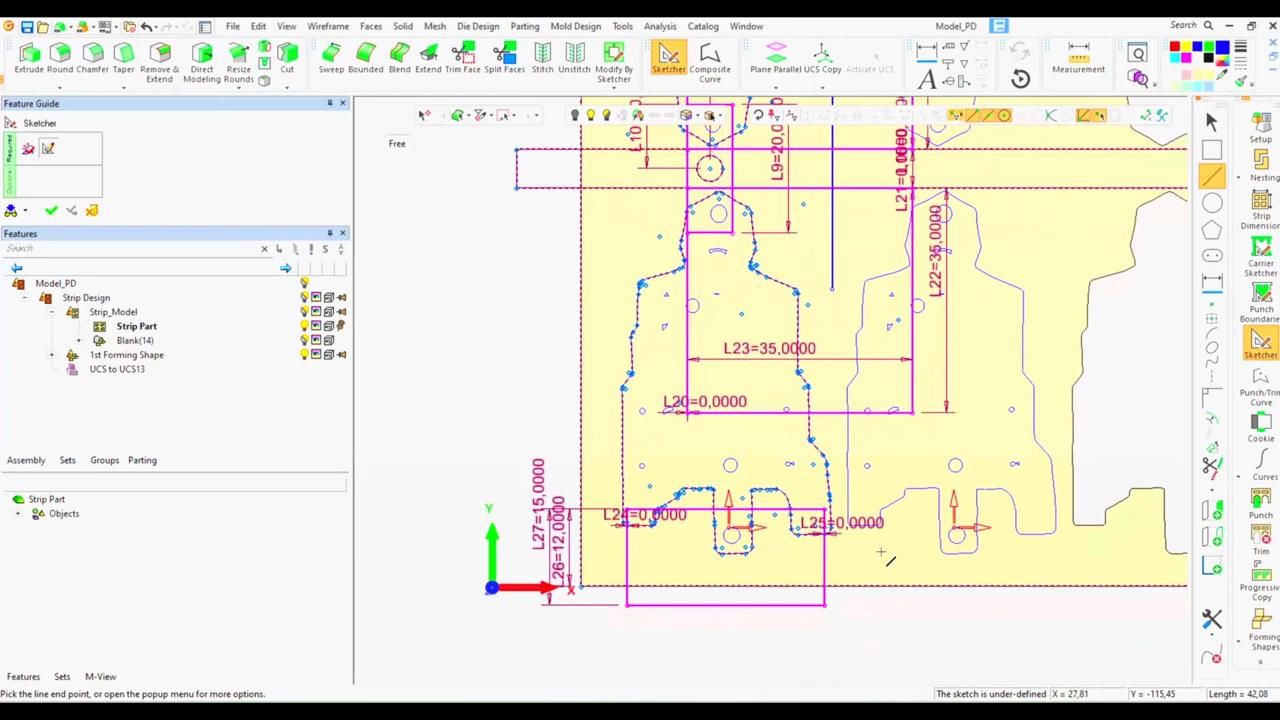 File Edit View Wireframe Faces Solid Mesh Die Design Parting Mold Design Tools Analysis Catalog Window
Model_PD
Search
Extrude Round Chamfer Taper Remove & Extend Direct Modeling Resize Rounds Cut
Sweep Bounded Blend Extend Trim Face Split Faces Stitch Unstitch Modify By Sketcher
Sketcher Composite Curve
Plane Parallel UCS Copy Activate UCS
Measurement
Feature Guide
Sketcher
Required
Free
Features
Search
Model_PD
Strip Design
Strip_Model
Strip Part
Blank(14)
1st Forming Shape
UCS to UCS13
Assembly Sets Groups Parting
Strip Part
Objects
Features Sets M-View
L10
L9=20,0
L22=35,0000
L23=35,0000
L20=0,0000
L24=0,0000
L25=0,0000
L27=15,0000
L26=12,0000
Y
X
Setup
Nesting
Strip Dimension
Carrier Sketcher
Punch Boundarie
Sketcher
Punch/Trim Curve
Cookie
Curves
Punch
Trim
Progressive Copy
Forming Shapes
Pick the line end point, or open the popup menu for more options.
The sketch is under-defined
X = 27,81
Y = -115,45
Length = 42,08